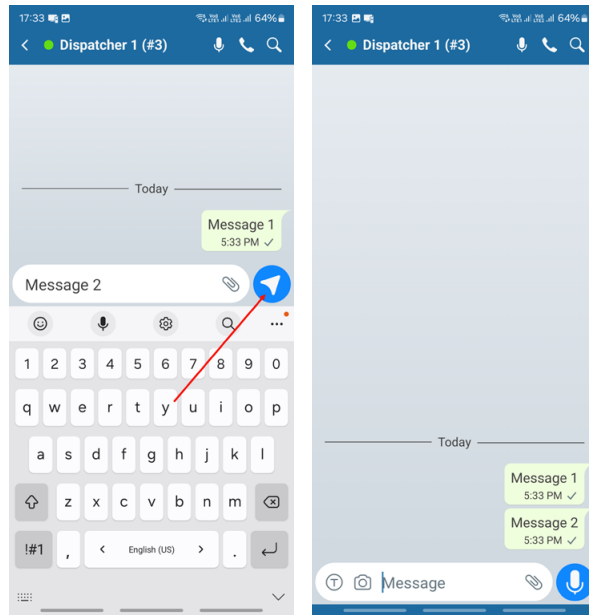 17:33 64%
Dispatcher 1 (#3)
Today
Message 1
5:33 PM
Message 2
1 2 3 4 5 6 7 8 9 0
q w e r t y u i o p
a s d f g h j k l
z x c v b n m
!#1 , < English (US) > .
17:33 64%
Dispatcher 1 (#3)
Today
Message 1
5:33 PM
Message 2
5:33 PM
T Message